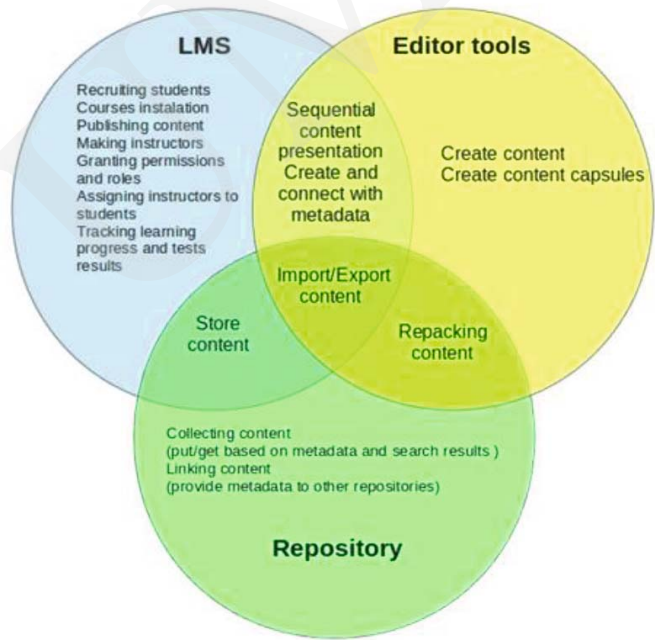 LMS
Editor tools
Recruiting students
Courses instalation
Publishing content
Making instructors
Granting permissions
and roles
Assigning instructors to
students
Tracking learning
progress and tests
results
Sequential
content
presentation
Create and
connect with
metadata
Create content
Create content capsules
Import/Export
content
Store
content
Repacking
content
Collecting content
(put/get based on metadata and search results )
Linking content
(provide metadata to other repositories)
Repository